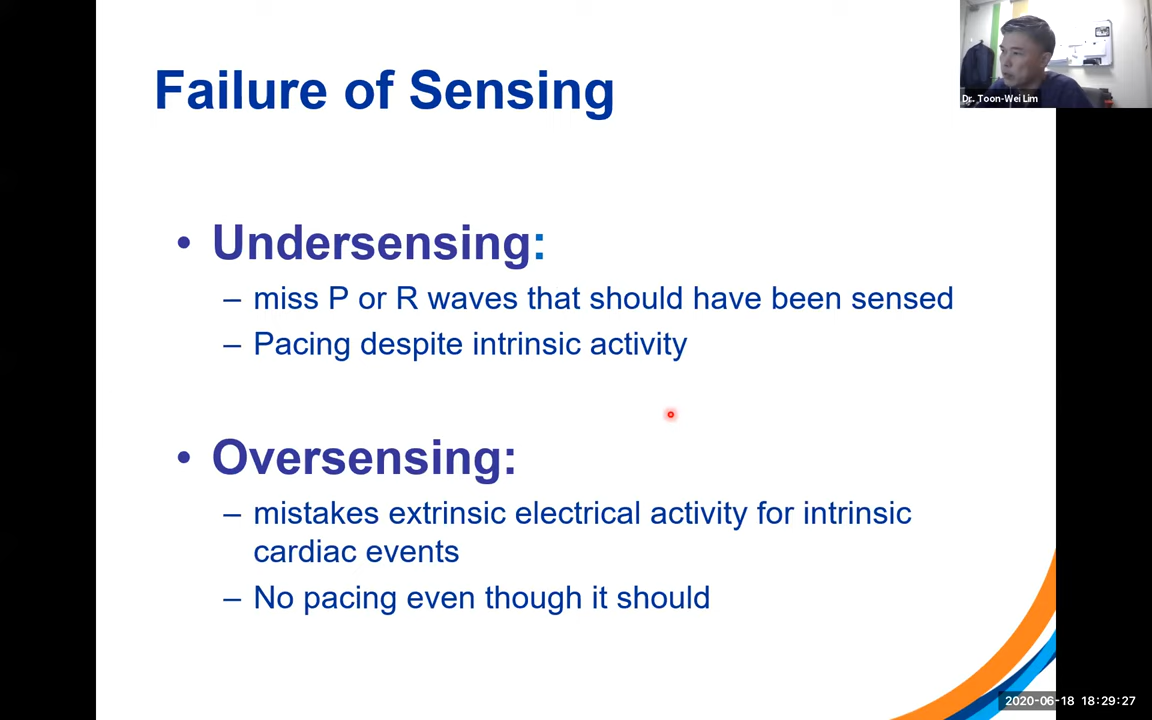 Failure of Sensing
Dr. Toon-Wei Lim
• Undersensing:
– miss P or R waves that should have been sensed
– Pacing despite intrinsic activity
• Oversensing:
– mistakes extrinsic electrical activity for intrinsic
cardiac events
– No pacing even though it should
2020-06-18 18:29:27